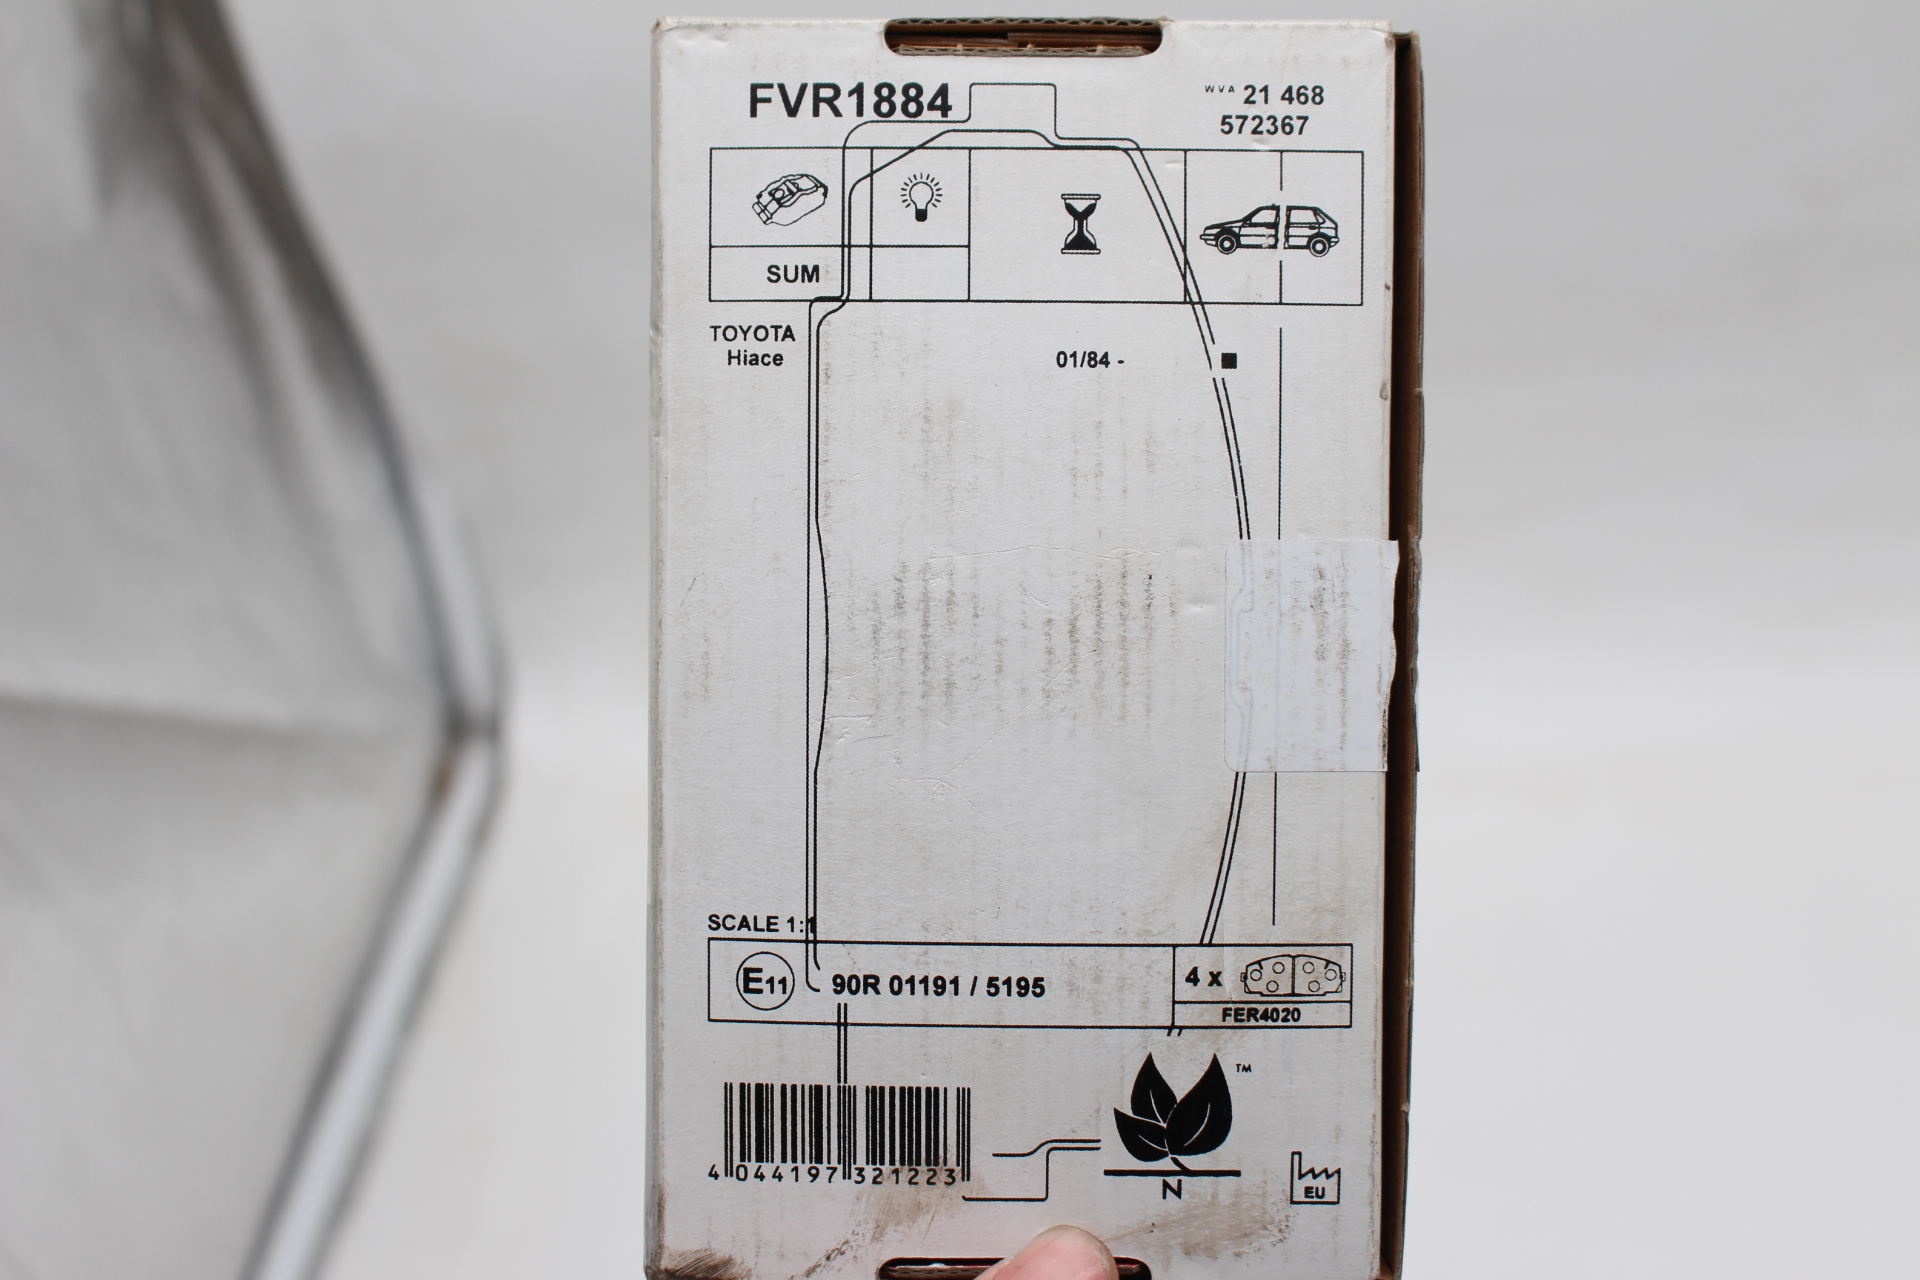 FVR1884
WVA 21 468
572367
SUM
TOYOTA
Hiace
01/84 -
SCALE 1:1
E11
90R 01191 / 5195
4 x
FER4020
TM
4 044197 321223
N
EU